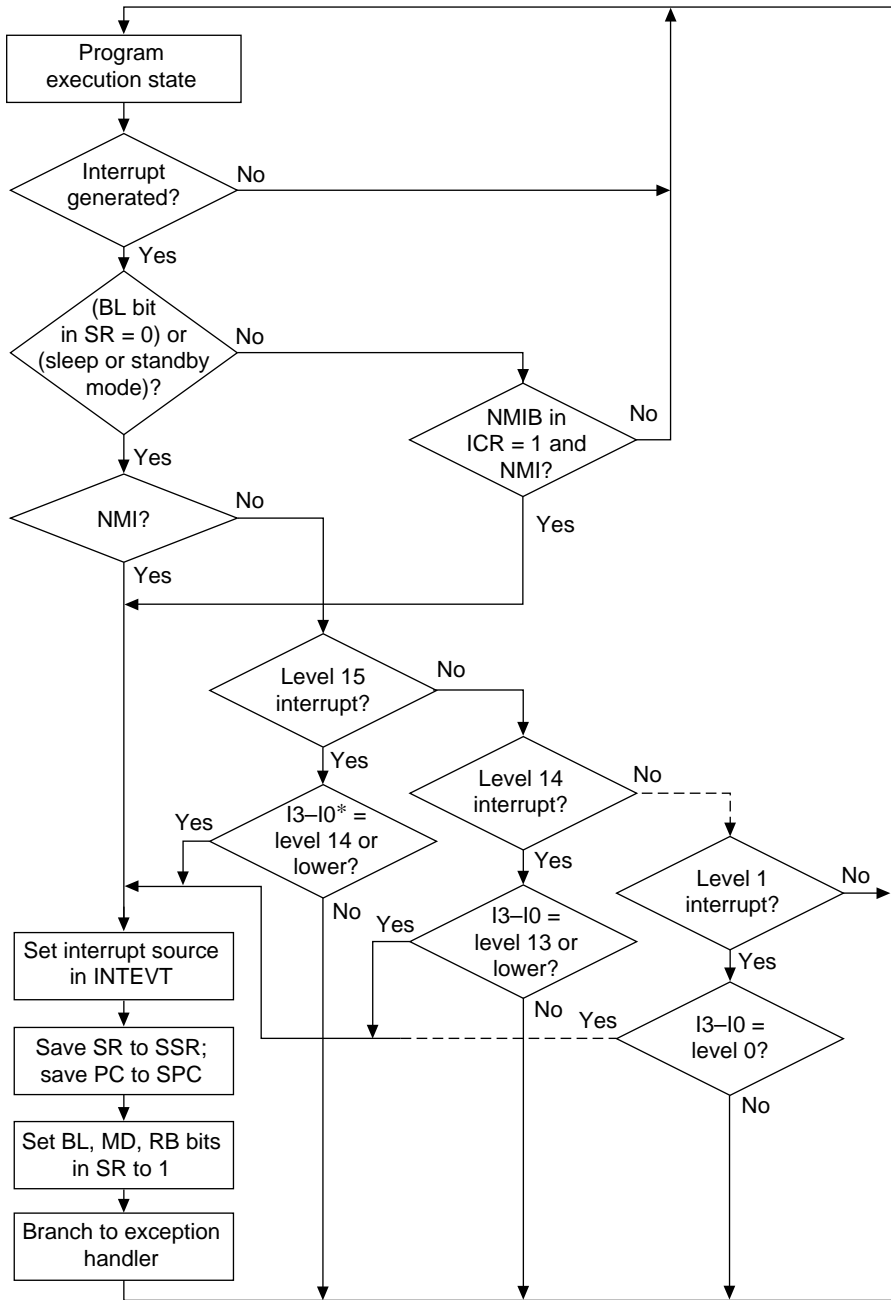 Program
execution state
Interrupt
generated?
No
Yes
(BL bit
in SR = 0) or
(sleep or standby
mode)?
No
Yes
NMIB in
ICR = 1 and
NMI?
No
Yes
NMI?
No
Yes
Level 15
interrupt?
No
Yes
Level 14
interrupt?
No
Yes
I3–I0* =
level 14 or
lower?
Yes
No
Level 1
interrupt?
No
Yes
I3–I0 =
level 13 or
lower?
Yes
No
I3–I0 =
level 0?
Yes
No
Set interrupt source
in INTEVT
Save SR to SSR;
save PC to SPC
Set BL, MD, RB bits
in SR to 1
Branch to exception
handler